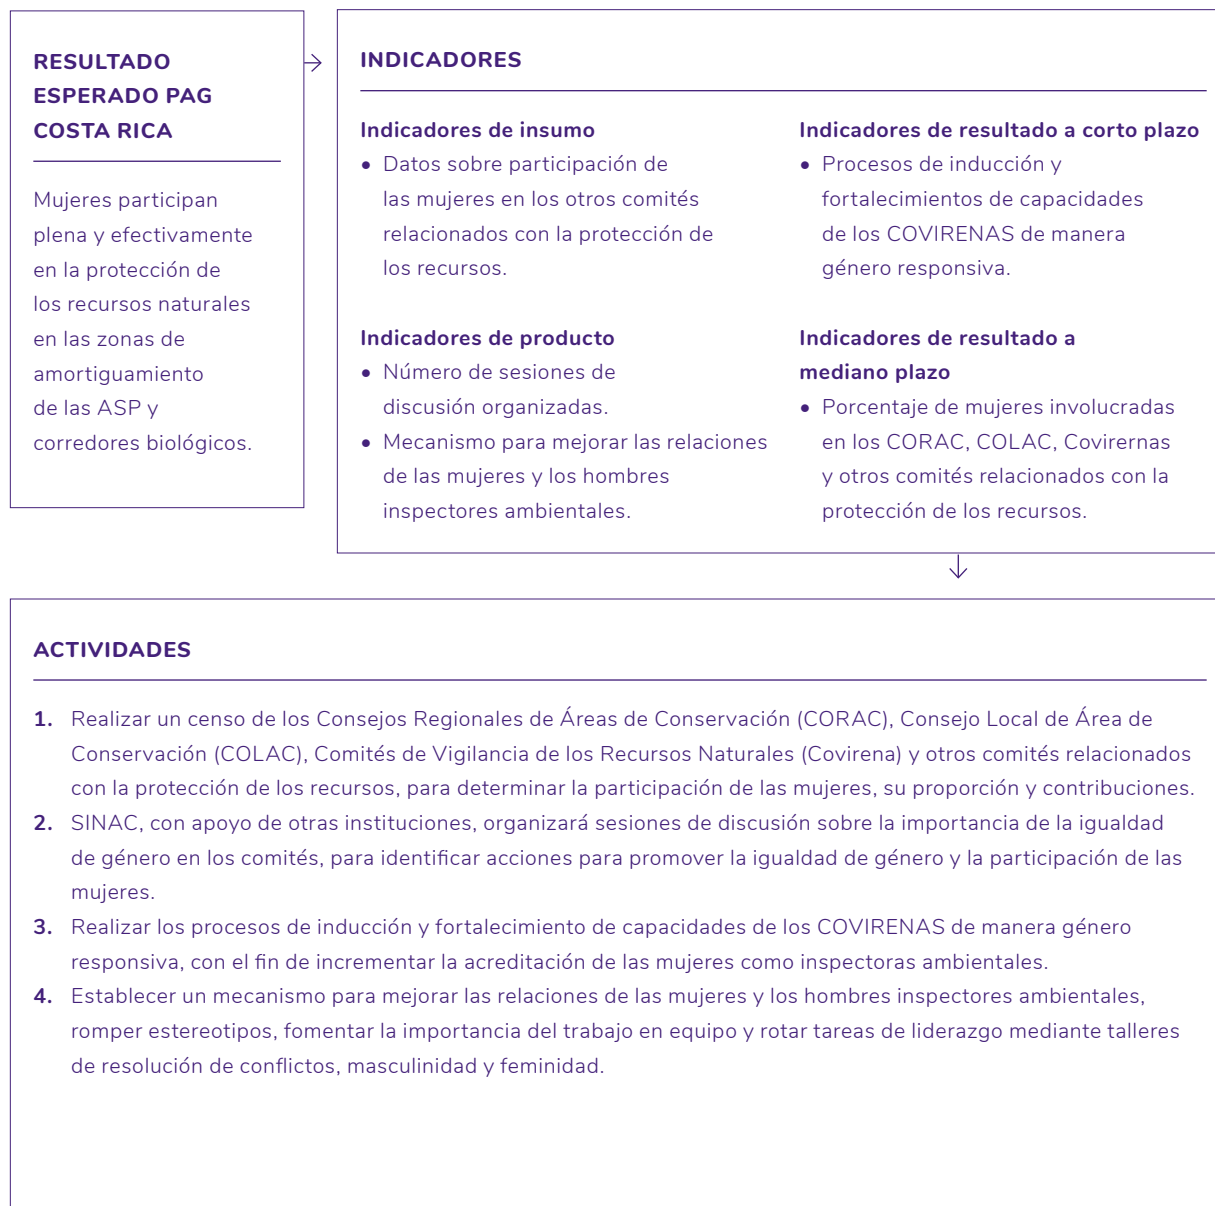 RESULTADO
ESPERADO PAG
COSTA RICA
Mujeres participan
plena y efectivamente
en la protección de
los recursos naturales
en las zonas de
amortiguamiento
de las ASP y
corredores biológicos.
INDICADORES
Indicadores de insumo
• Datos sobre participación de
las mujeres en los otros comités
relacionados con la protección de
los recursos.
Indicadores de producto
• Número de sesiones de
discusión organizadas.
• Mecanismo para mejorar las relaciones
de las mujeres y los hombres
inspectores ambientales.
Indicadores de resultado a corto plazo
• Procesos de inducción y
fortalecimientos de capacidades
de los COVIRENAS de manera
género responsiva.
Indicadores de resultado a
mediano plazo
• Porcentaje de mujeres involucradas
en los CORAC, COLAC, Covirernas
y otros comités relacionados con la
protección de los recursos.
ACTIVIDADES
1. Realizar un censo de los Consejos Regionales de Áreas de Conservación (CORAC), Consejo Local de Área de
Conservación (COLAC), Comités de Vigilancia de los Recursos Naturales (Covirena) y otros comités relacionados
con la protección de los recursos, para determinar la participación de las mujeres, su proporción y contribuciones.
2. SINAC, con apoyo de otras instituciones, organizará sesiones de discusión sobre la importancia de la igualdad
de género en los comités, para identificar acciones para promover la igualdad de género y la participación de las
mujeres.
3. Realizar los procesos de inducción y fortalecimiento de capacidades de los COVIRENAS de manera género
responsiva, con el fin de incrementar la acreditación de las mujeres como inspectoras ambientales.
4. Establecer un mecanismo para mejorar las relaciones de las mujeres y los hombres inspectores ambientales,
romper estereotipos, fomentar la importancia del trabajo en equipo y rotar tareas de liderazgo mediante talleres
de resolución de conflictos, masculinidad y feminidad.